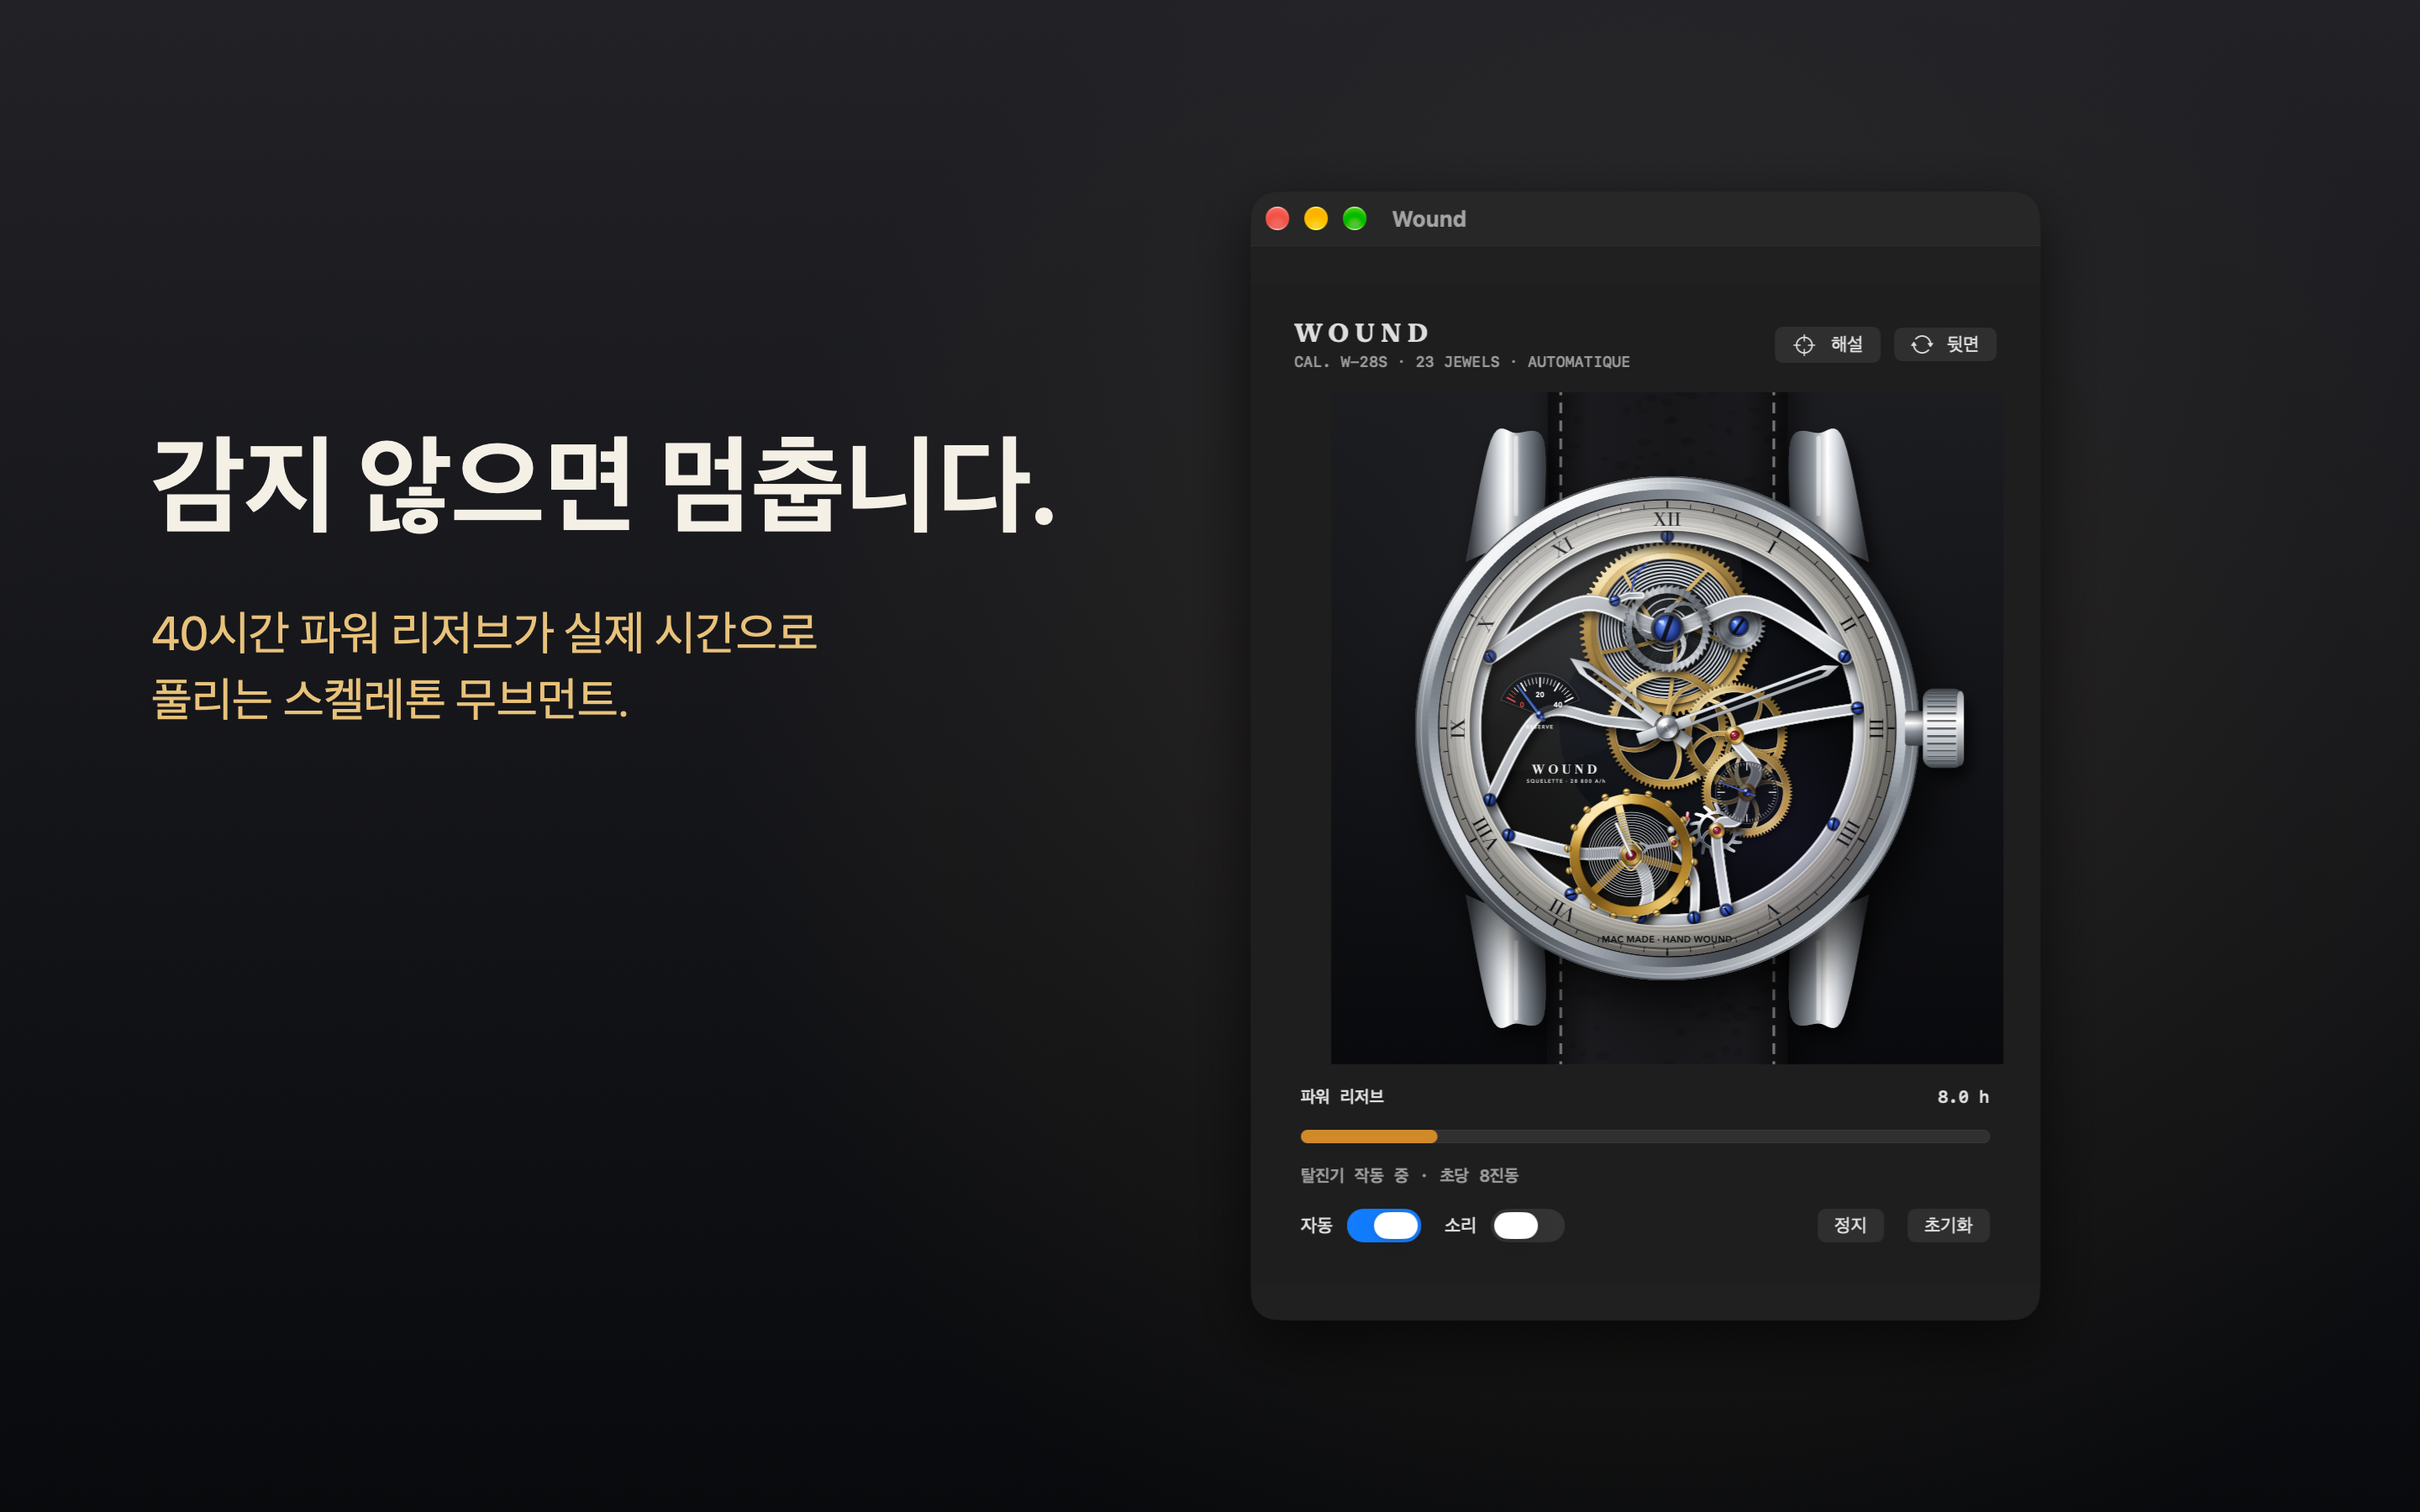 감지 않으면 멈춥니다.
40시간 파워 리저브가 실제 시간으로
풀리는 스켈레톤 무브먼트.
Wound
WOUND
CAL. W-28S · 23 JEWELS · AUTOMATIQUE
해설
뒷면
XII
I
II
III
IIII
V
VII
VIII
IX
X
XI
0
20
40
WOUND
SQUELETTE · 28 800 A/h
MAC MADE · HAND WOUND
파워 리저브
8.0 h
탈진기 작동 중 · 초당 8진동
자동
소리
정지
초기화